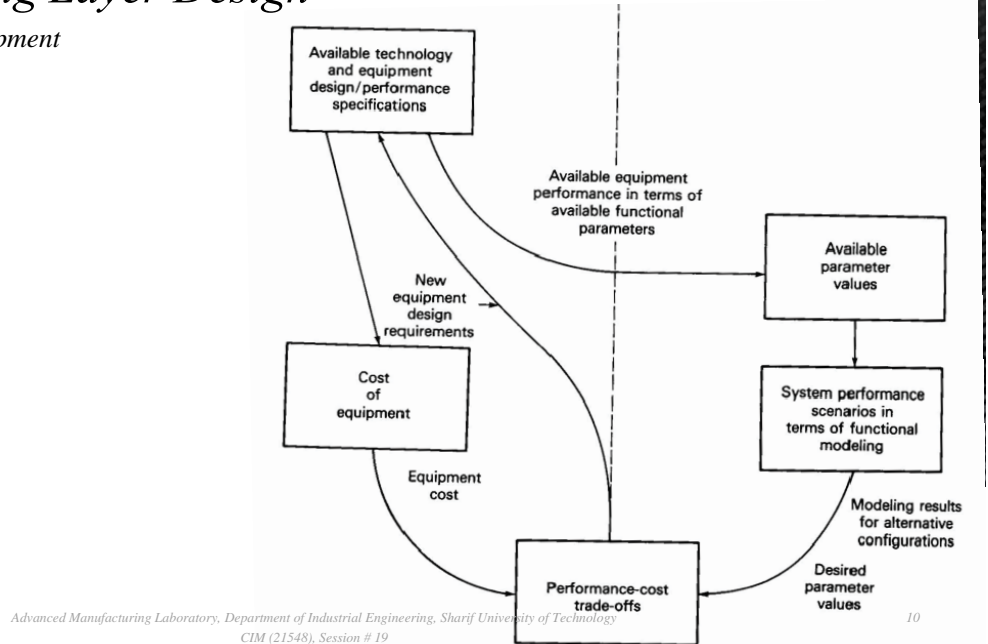 ng Layer Design
pment
Available technology
and equipment
design/performance
specifications
Available equipment
performance in terms of
available functional
parameters
Available
parameter
values
New
equipment
design
requirements
Cost
of
equipment
System performance
scenarios in
terms of functional
modeling
Equipment
cost
Modeling results
for alternative
configurations
Desired
parameter
values
Performance-cost
trade-offs
Advanced Manufacturing Laboratory, Department of Industrial Engineering, Sharif University of Technology
10
CIM (21548), Session # 19